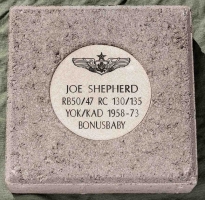 JOE SHEPHERD
RB50/47 RC 130/135
YOK/KAD 1958-73
BONUSBABY